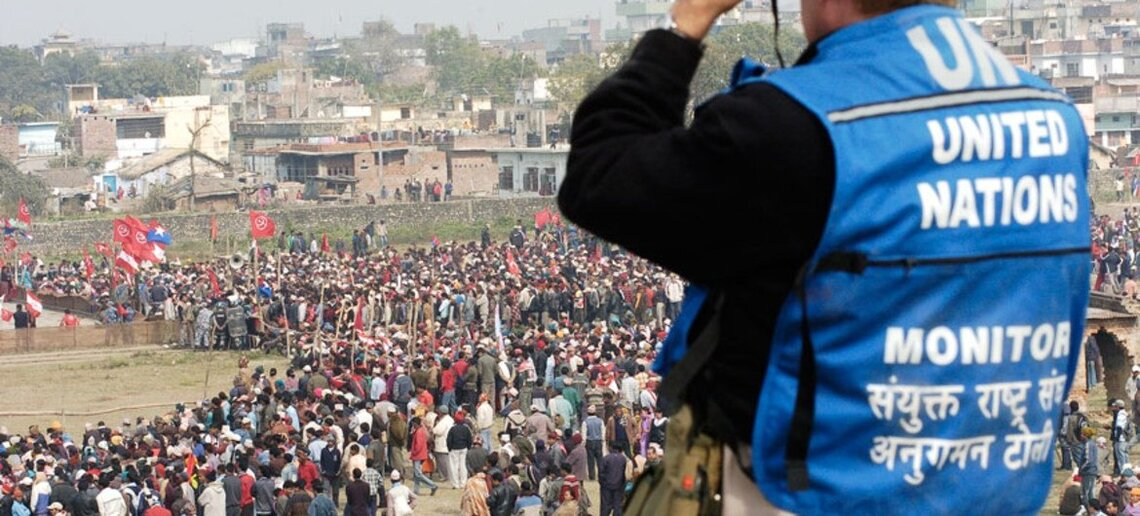 UN
UNITED
NATIONS
MONITOR
संयुक्त राष्ट्र संघ
अनुगमन टोली